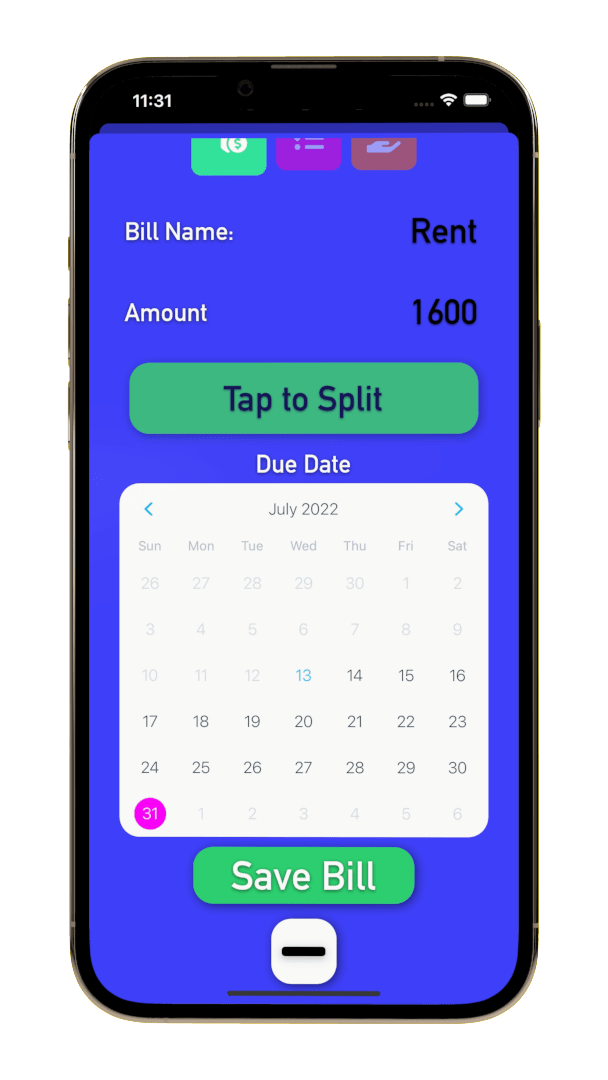 11:31
$
Bill Name: Rent
Amount 1600
Tap to Split
Due Date
July 2022
Sun Mon Tue Wed Thu Fri Sat
26 27 28 29 30 1 2
3 4 5 6 7 8 9
10 11 12 13 14 15 16
17 18 19 20 21 22 23
24 25 26 27 28 29 30
31 1 2 3 4 5 6
Save Bill